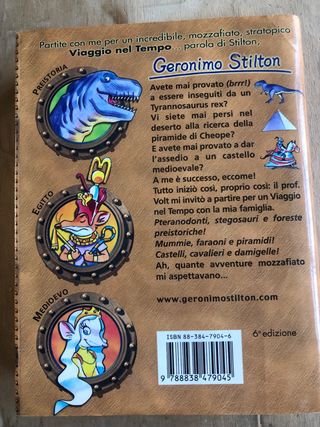 Partite con me per un incredibile, mozzafiato, stratopico
Viaggio nel Tempo... parola di Stilton,
Geronimo Stilton
PREISTORIA
Avete mai provato (brrr!)
a essere inseguiti da un
Tyrannosaurus rex?
Vi siete mai persi nel
deserto alla ricerca della
piramide di Cheope?
E avete mai provato a dar
l'assedio a un castello
medioevale?
A me è successo, eccome!
Tutto iniziò così, proprio così: il prof.
Volt mi invitò a partire per un Viaggio
nel Tempo con la mia famiglia.
Pteranodonti, stegosauri e foreste
preistoriche!
Mummie, faraoni e piramidi!
Castelli, cavalieri e damigelle!
Ah, quante avventure mozzafiato
mi aspettavano...
EGITTO
MEDIOEVO
www.geronimostilton.com
ISBN 88-384-7904-6
9 788838 479045
6ª edizione